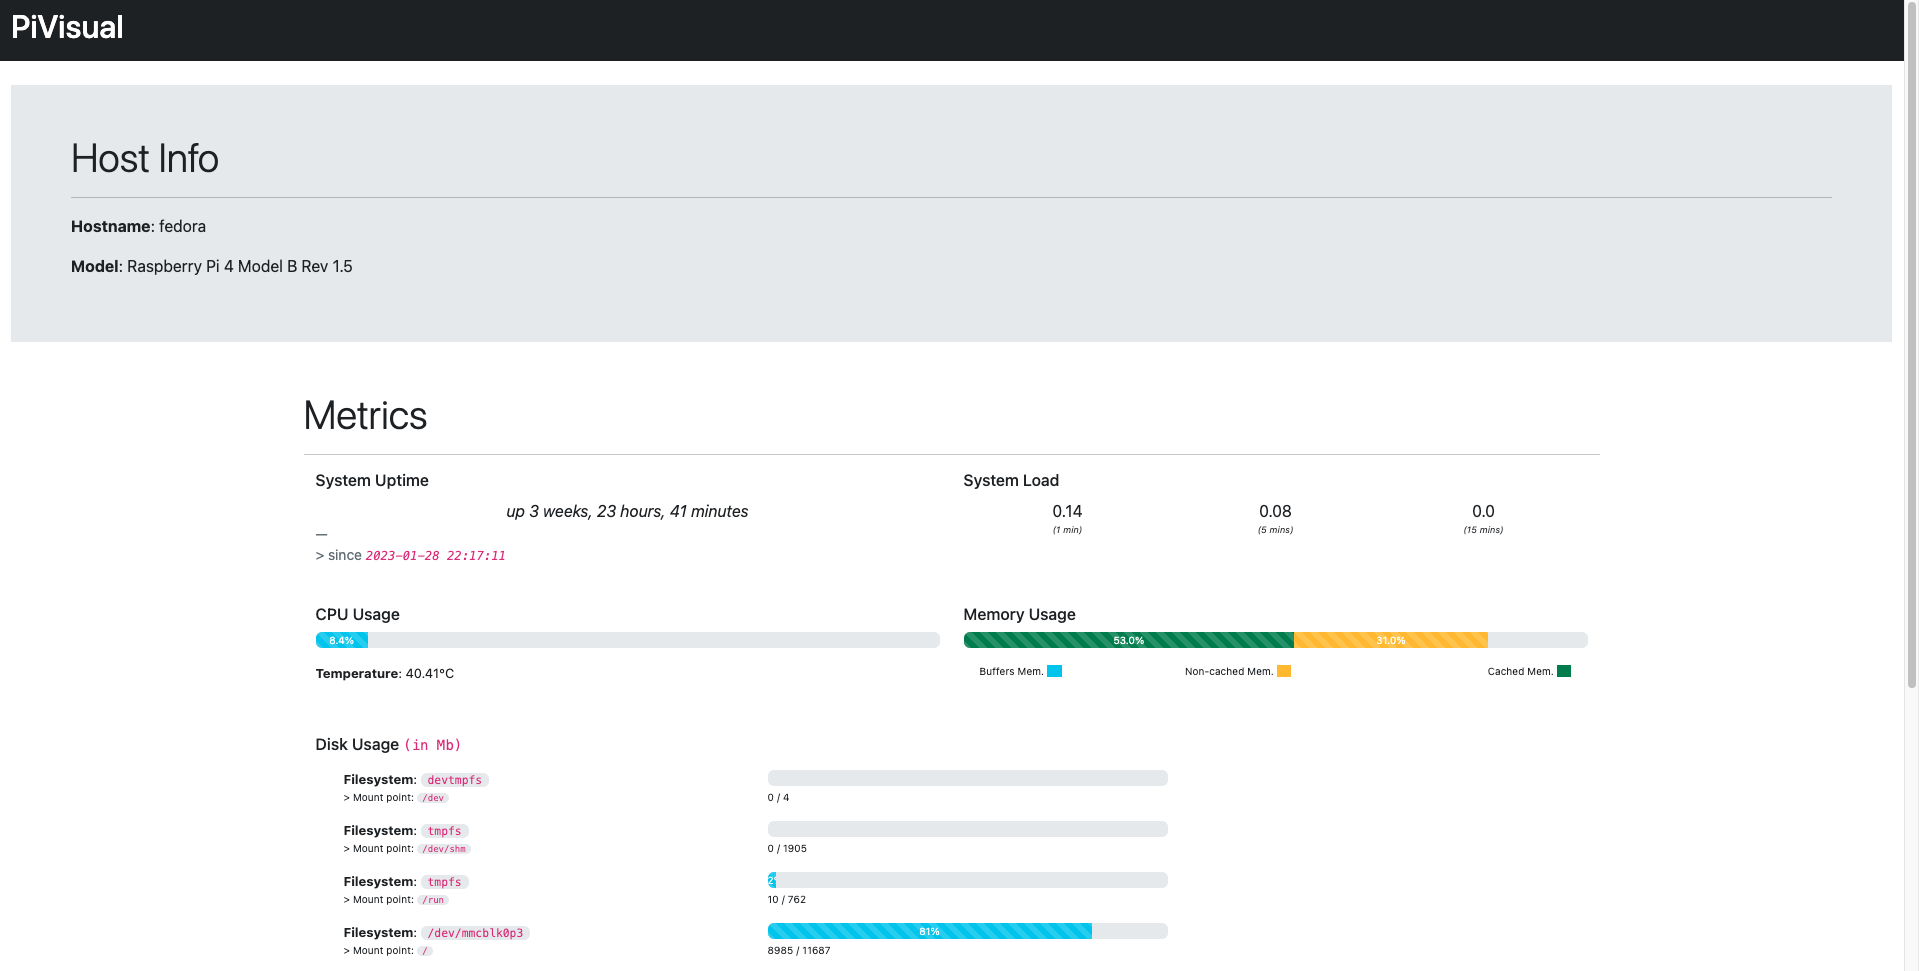 PiVisual
Host Info
Hostname: fedora
Model: Raspberry Pi 4 Model B Rev 1.5
Metrics
System Uptime
up 3 weeks, 23 hours, 41 minutes
—
> since 2023-01-28 22:17:11
System Load
0.14 0.08 0.0
(1 min) (5 mins) (15 mins)
CPU Usage
8.4%
Temperature: 40.41°C
Memory Usage
53.0% 31.0%
Buffers Mem. Non-cached Mem. Cached Mem.
Disk Usage (in Mb)
Filesystem: devtmpfs
> Mount point: /dev
0 / 4
Filesystem: tmpfs
> Mount point: /dev/shm
0 / 1905
Filesystem: tmpfs
> Mount point: /run
10 / 762
Filesystem: /dev/mmcblk0p3
81%
> Mount point: /
8985 / 11687